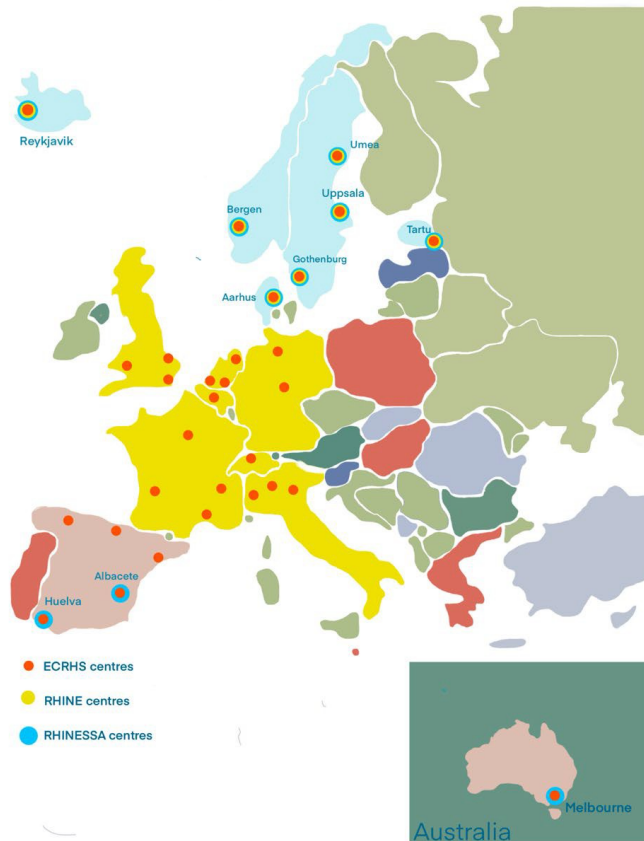 Reykjavik
Umea
Uppsala
Bergen
Tartu
Gothenburg
Aarhus
Albacete
Huelva
ECRHS centres
RHINE centres
RHINESSA centres
Melbourne
Australia